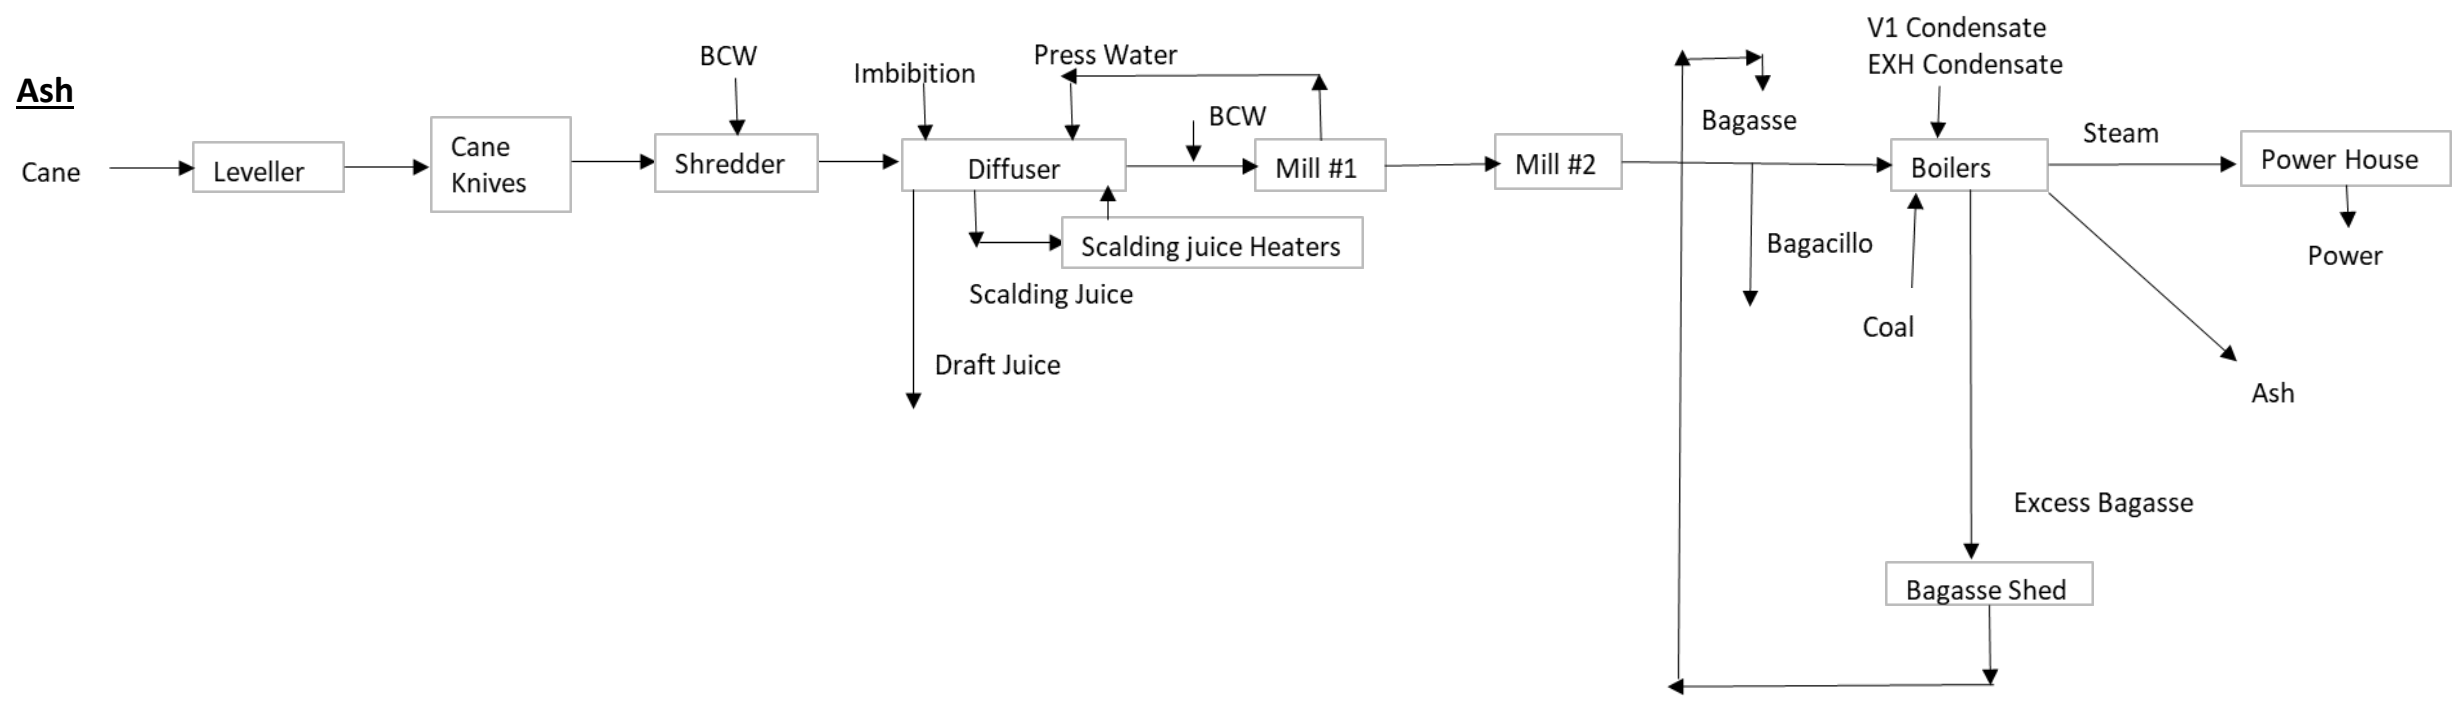 Ash
Cane
Leveller
Cane
Knives
BCW
Shredder
Imbibition
Press Water
Diffuser
BCW
Mill #1
Scalding juice Heaters
Scalding Juice
Draft Juice
Mill #2
Bagasse
Bagacillo
V1 Condensate
EXH Condensate
Boilers
Coal
Steam
Power House
Power
Ash
Excess Bagasse
Bagasse Shed